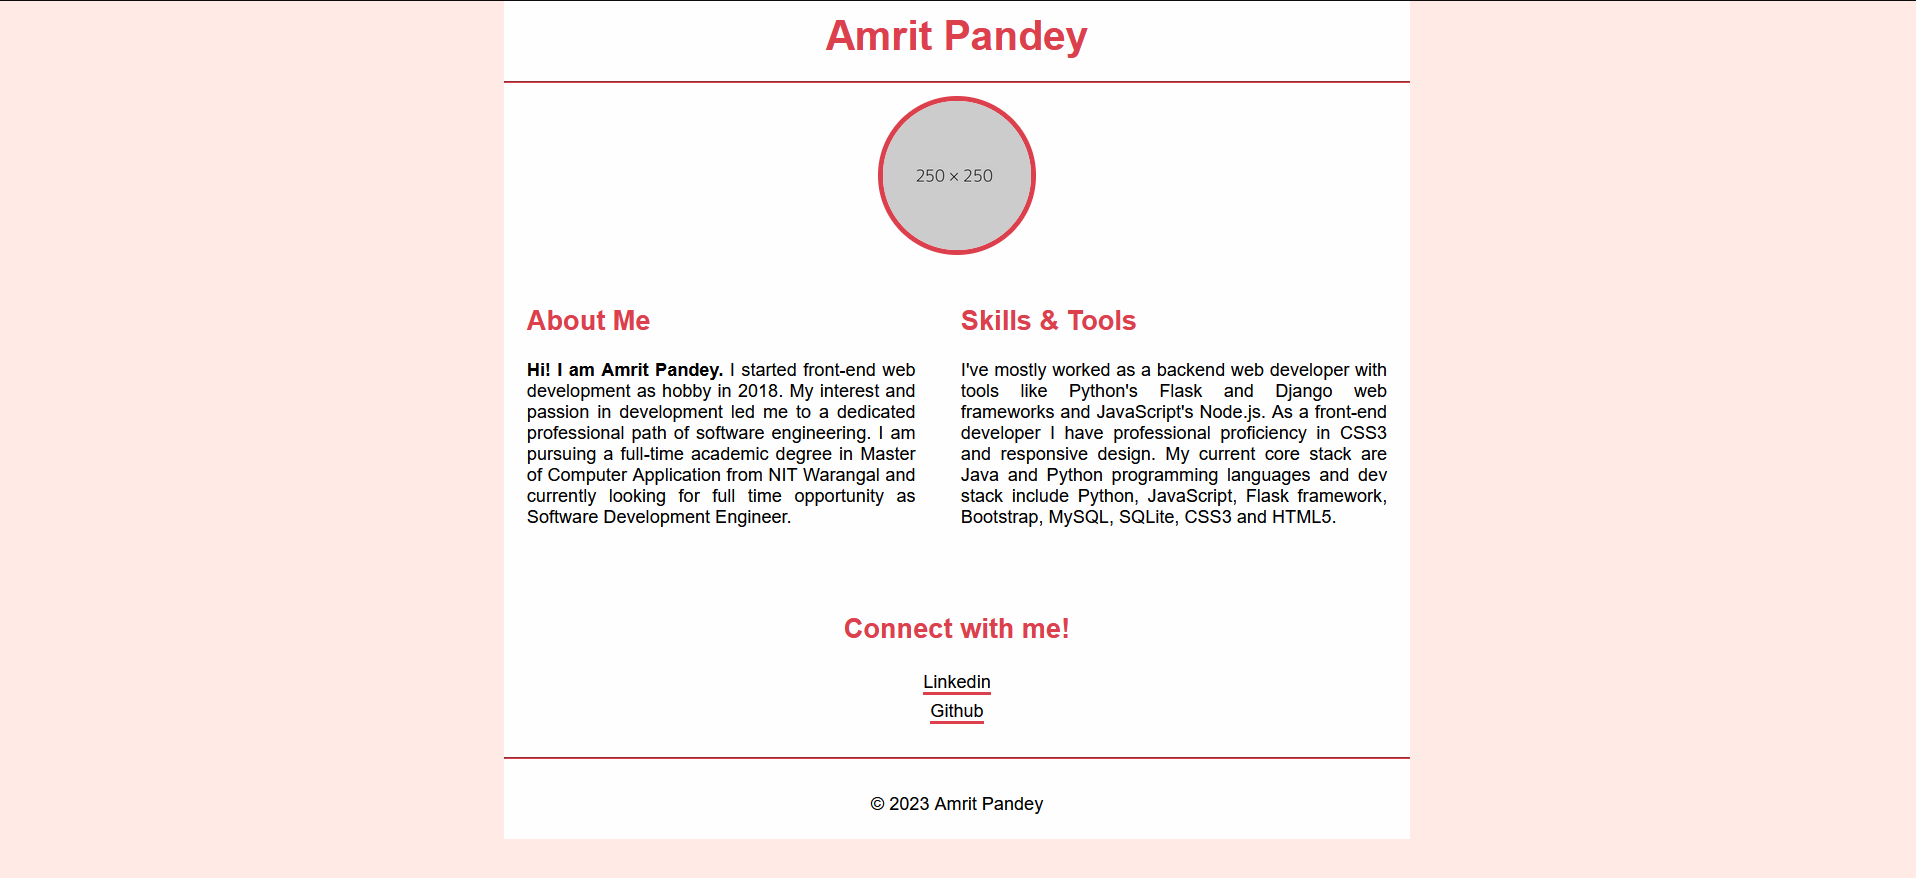 Amrit Pandey
250 × 250
About Me
Hi! I am Amrit Pandey. I started front-end web
development as hobby in 2018. My interest and
passion in development led me to a dedicated
professional path of software engineering. I am
pursuing a full-time academic degree in Master
of Computer Application from NIT Warangal and
currently looking for full time opportunity as
Software Development Engineer.
Skills & Tools
I've mostly worked as a backend web developer with
tools like Python's Flask and Django web
frameworks and JavaScript's Node.js. As a front-end
developer I have professional proficiency in CSS3
and responsive design. My current core stack are
Java and Python programming languages and dev
stack include Python, JavaScript, Flask framework,
Bootstrap, MySQL, SQLite, CSS3 and HTML5.
Connect with me!
Linkedin
Github
© 2023 Amrit Pandey